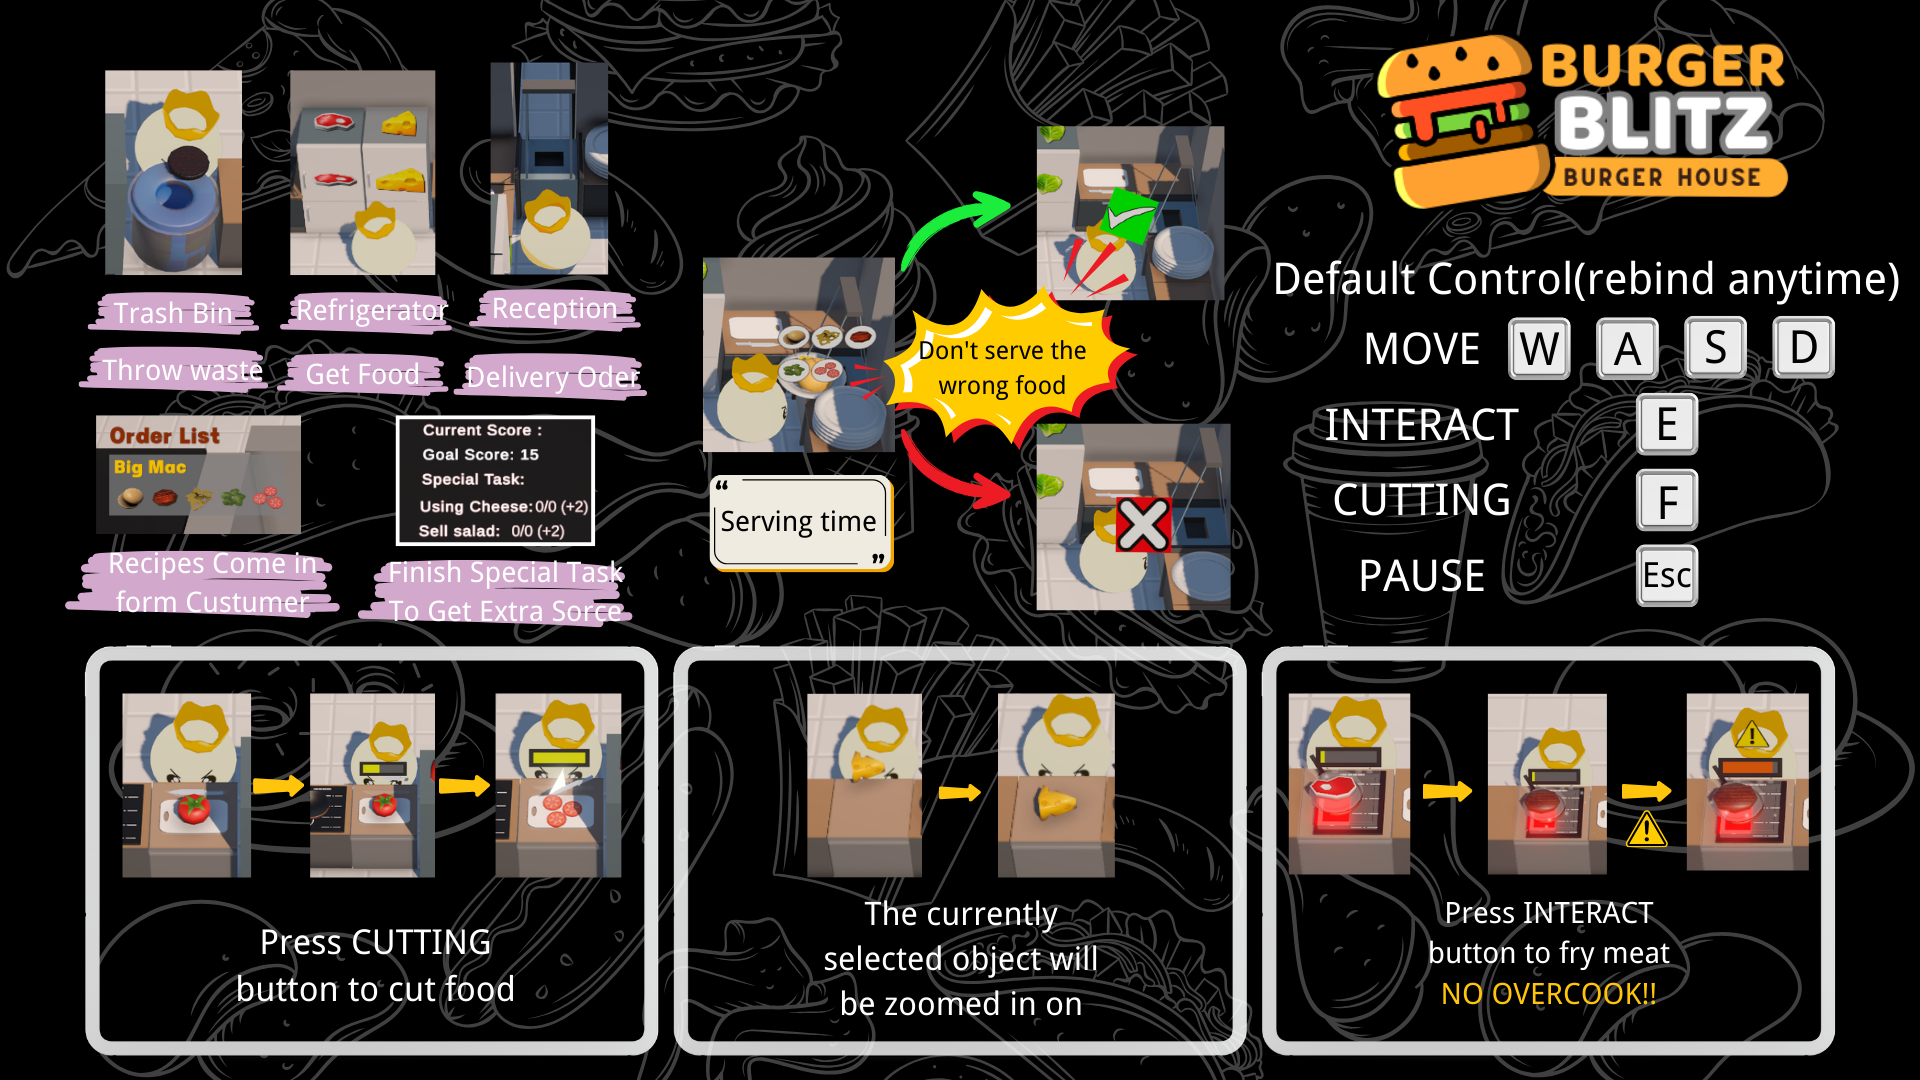 BURGER
BLITZ
BURGER HOUSE
Trash Bin
Refrigerator
Reception
Throw waste
Get Food
Delivery Oder
Order List
Big Mac
Current Score :
Goal Score: 15
Special Task:
Using Cheese: 0/0 (+2)
Sell salad: 0/0 (+2)
Recipes Come in
form Custumer
Finish Special Task
To Get Extra Sorce
Don't serve the
wrong food
“
Serving time
”
Default Control(rebind anytime)
MOVE W A S D
INTERACT E
CUTTING F
PAUSE Esc
Press CUTTING
button to cut food
The currently
selected object will
be zoomed in on
Press INTERACT
button to fry meat
NO OVERCOOK!!